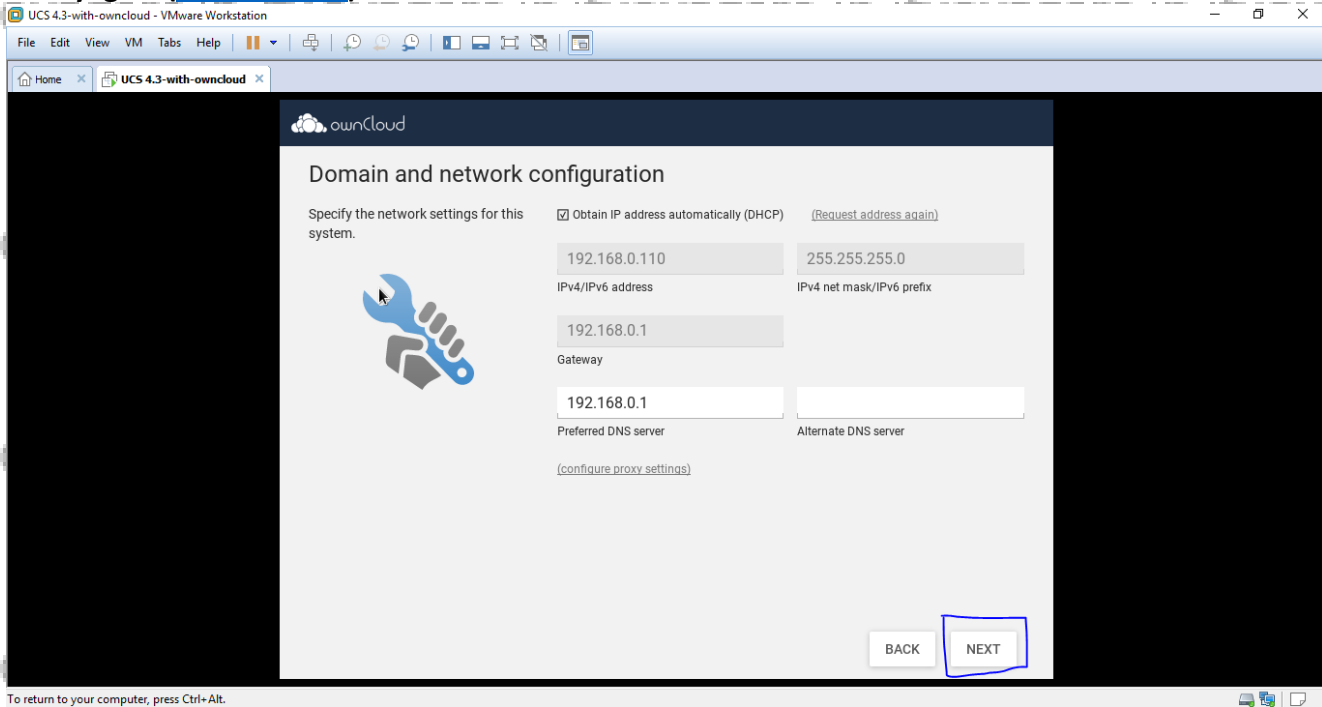 UCS 4.3-with-owncloud - VMware Workstation
File Edit View VM Tabs Help
Home UCS 4.3-with-owncloud
ownCloud
Domain and network configuration
Specify the network settings for this
system.
Obtain IP address automatically (DHCP) (Request address again)
192.168.0.110 255.255.255.0
IPv4/IPv6 address IPv4 net mask/IPv6 prefix
192.168.0.1
Gateway
192.168.0.1
Preferred DNS server Alternate DNS server
(configure proxy settings)
BACK NEXT
To return to your computer, press Ctrl+Alt.